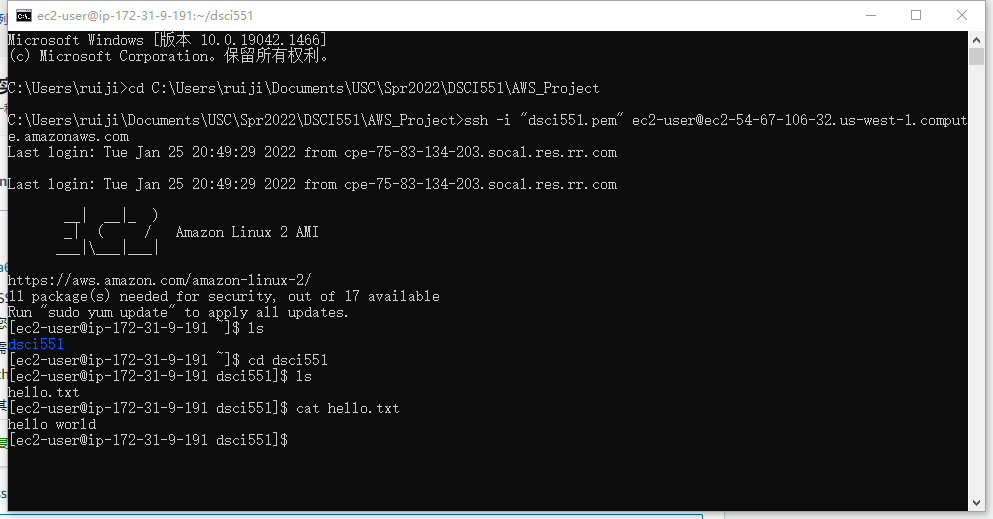 ec2-user@ip-172-31-9-191:~/dsci551
Microsoft Windows [版本 10.0.19042.1466]
(c) Microsoft Corporation。保留所有权利。
C:\Users\ruiji>cd C:\Users\ruiji\Documents\USC\Spr2022\DSCI551\AWS_Project
C:\Users\ruiji\Documents\USC\Spr2022\DSCI551\AWS_Project>ssh -i "dsci551.pem" ec2-user@ec2-54-67-106-32.us-west-1.comput
e.amazonaws.com
Last login: Tue Jan 25 20:49:29 2022 from cpe-75-83-134-203.socal.res.rr.com
Last login: Tue Jan 25 20:49:29 2022 from cpe-75-83-134-203.socal.res.rr.com
       __|  __|_  )
       _|  (     /   Amazon Linux 2 AMI
      ___|\___|___|
https://aws.amazon.com/amazon-linux-2/
11 package(s) needed for security, out of 17 available
Run "sudo yum update" to apply all updates.
[ec2-user@ip-172-31-9-191 ~]$ ls
dsci551
[ec2-user@ip-172-31-9-191 ~]$ cd dsci551
[ec2-user@ip-172-31-9-191 dsci551]$ ls
hello.txt
[ec2-user@ip-172-31-9-191 dsci551]$ cat hello.txt
hello world
[ec2-user@ip-172-31-9-191 dsci551]$